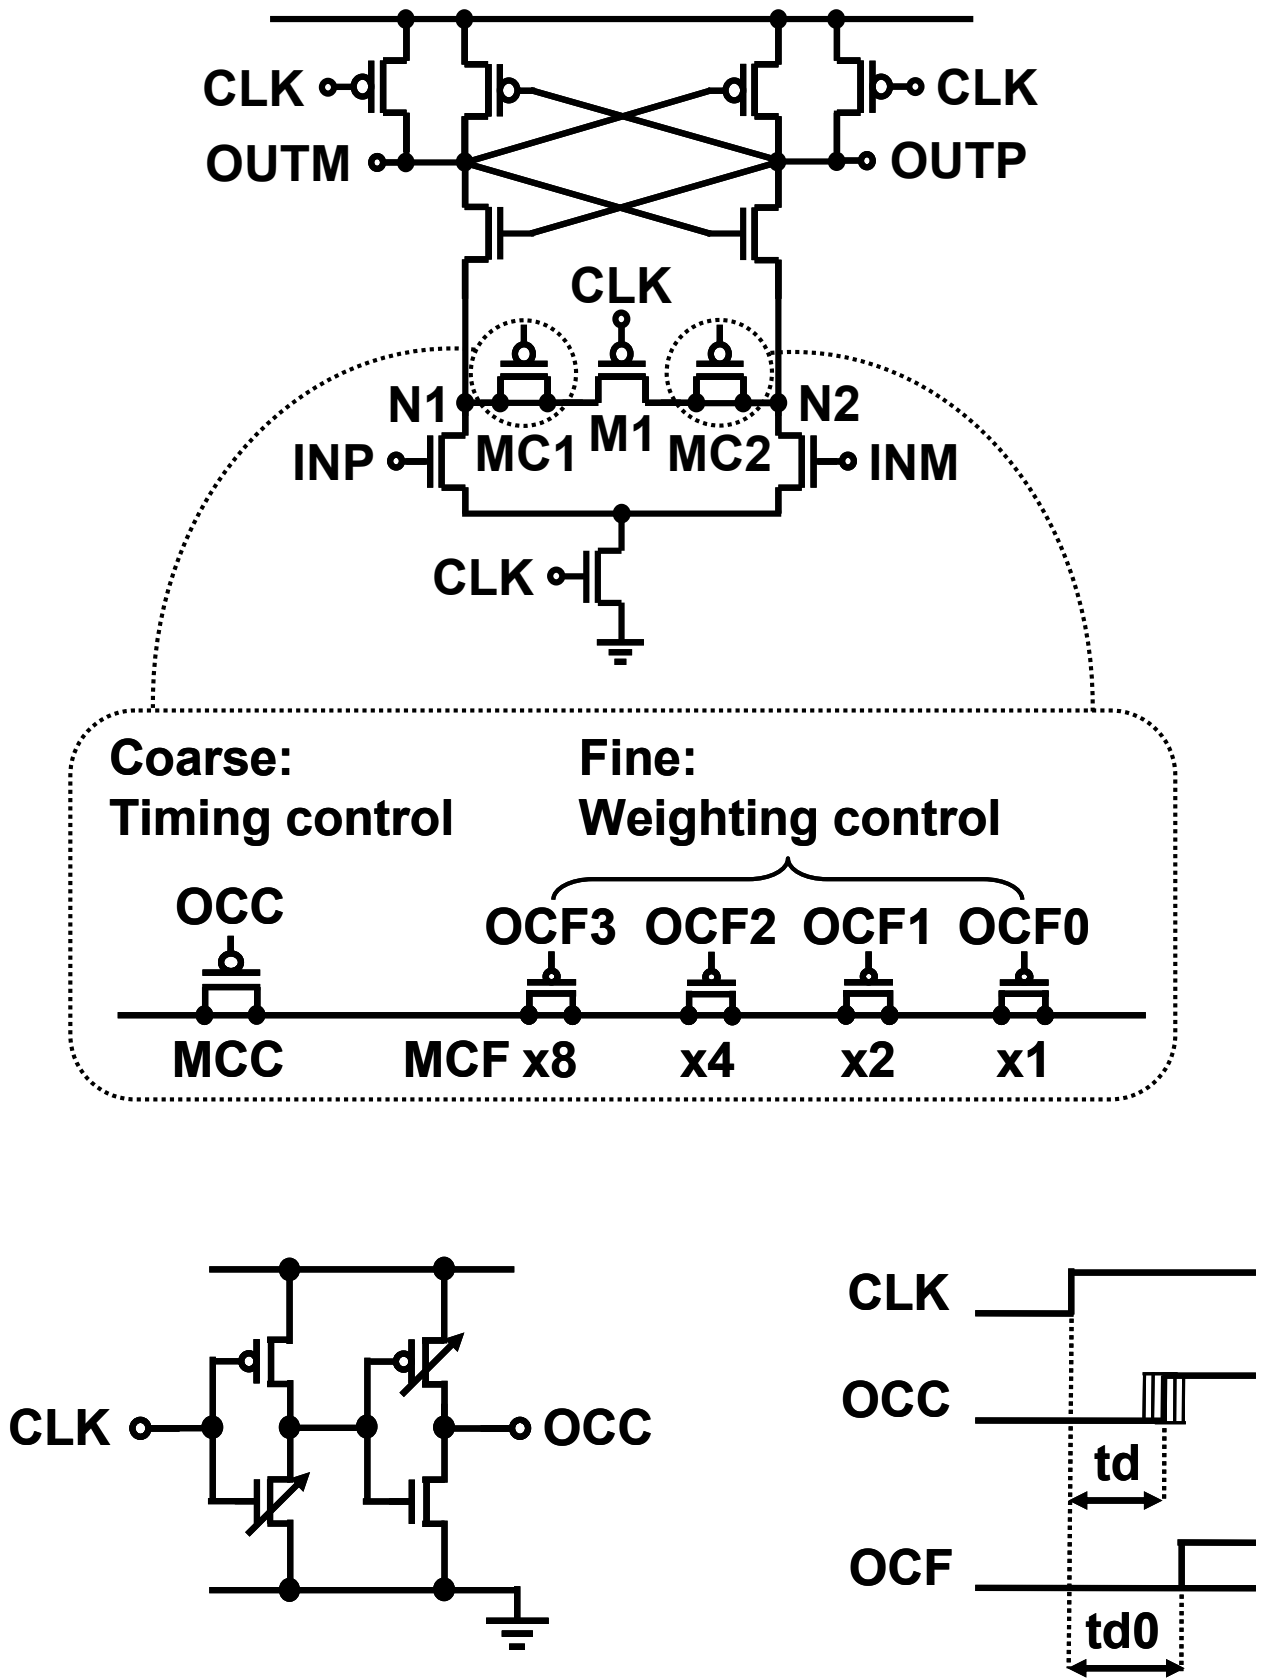 CLK
CLK
OUTM
OUTP
CLK
N1
N2
MC1
M1
MC2
INP
INM
CLK
Coarse:
Timing control
Fine:
Weighting control
OCC
OCF3
OCF2
OCF1
OCF0
MCC
MCF x8
x4
x2
x1
CLK
OCC
CLK
OCC
td
OCF
td0